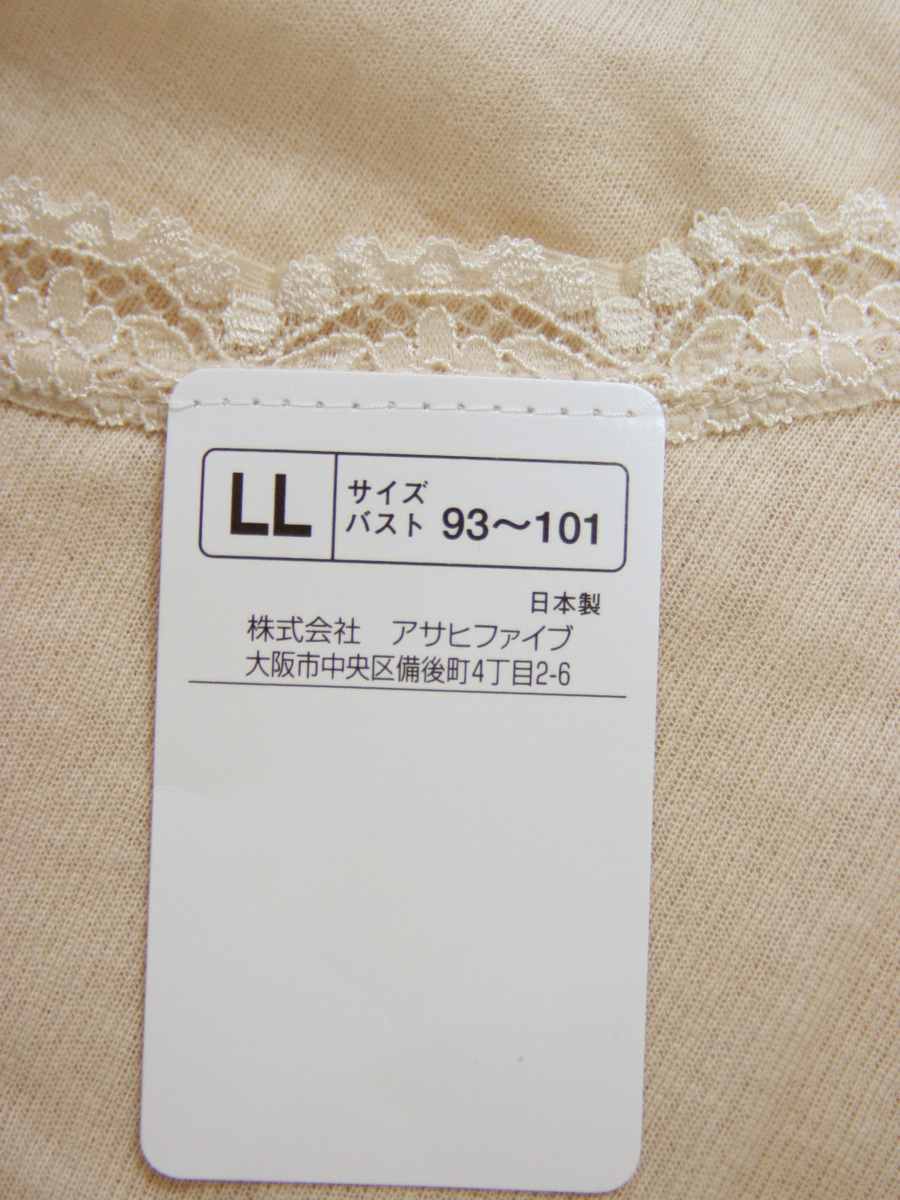 LL サイズ
バスト 93〜101
日本製
株式会社 アサヒファイブ
大阪市中央区備後町4丁目2-6